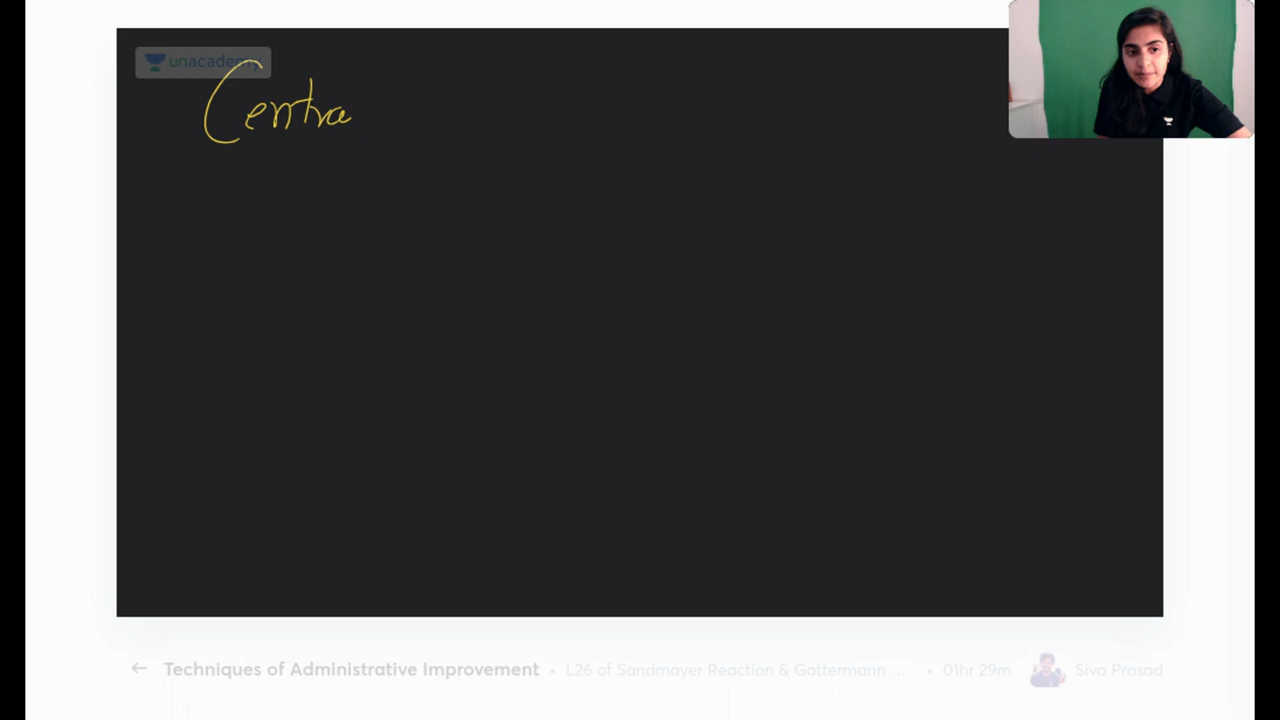 unacademy
Centra
Techniques of Administrative Improvement • L26 of Sandmayer Reaction & Gattermann ... • 01hr 29m Siva Prasad